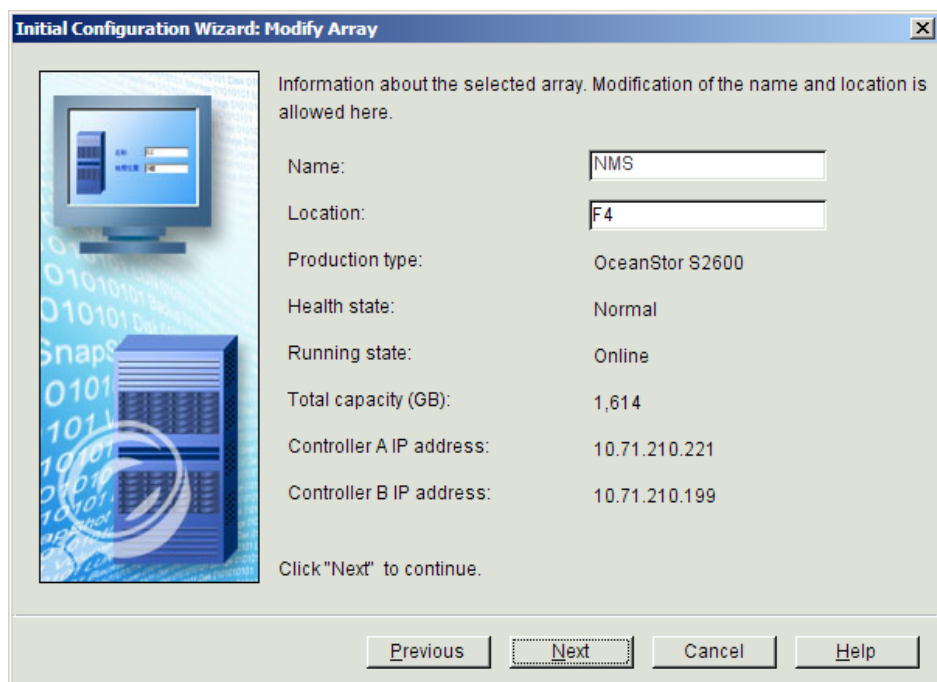 Initial Configuration Wizard: Modify Array
Information about the selected array. Modification of the name and location is
allowed here.
Name: NMS
Location: F4
Production type: OceanStor S2600
Health state: Normal
Running state: Online
Total capacity (GB): 1,614
Controller A IP address: 10.71.210.221
Controller B IP address: 10.71.210.199
Click "Next" to continue.
Previous Next Cancel Help